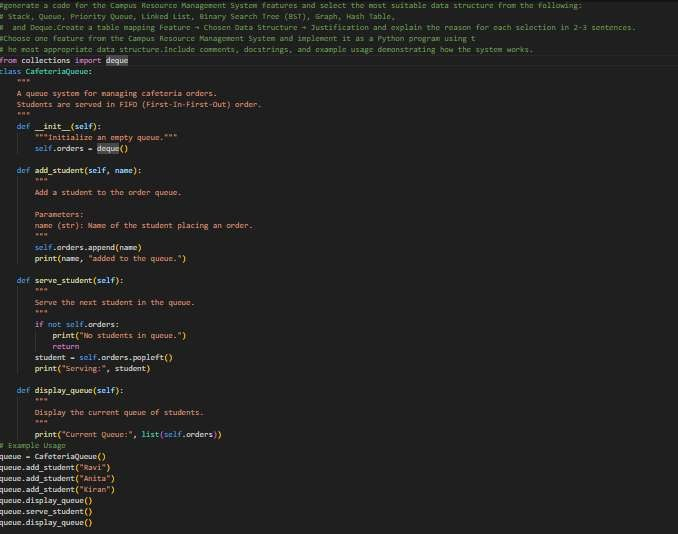 #generate a code for the Campus Resource Management System features and select the most suitable data structure from the following:
# Stack, Queue, Priority Queue, Linked List, Binary Search Tree (BST), Graph, Hash Table,
#  and Deque.Create a table mapping Feature → Chosen Data Structure + Justification and explain the reason for each selection in 2-3 sentences.
#Choose one feature from the Campus Resource Management System and implement it as a Python program using t
# he most appropriate data structure.Include comments, docstrings, and example usage demonstrating how the system works.
from collections import deque
class CafeteriaQueue:
    """
    A queue system for managing cafeteria orders.
    Students are served in FIFO (First-In-First-Out) order.
    """
    def __init__(self):
        """Initialize an empty queue."""
        self.orders = deque()
    def add_student(self, name):
        """
        Add a student to the order queue.
        Parameters:
        name (str): Name of the student placing an order.
        """
        self.orders.append(name)
        print(name, "added to the queue.")
    def serve_student(self):
        """
        Serve the next student in the queue.
        """
        if not self.orders:
            print("No students in queue.")
            return
        student = self.orders.popleft()
        print("Serving:", student)
    def display_queue(self):
        """
        Display the current queue of students.
        """
        print("Current Queue:", list(self.orders))
# Example Usage
queue = CafeteriaQueue()
queue.add_student("Ravi")
queue.add_student("Anita")
queue.add_student("Kiran")
queue.display_queue()
queue.serve_student()
queue.display_queue()